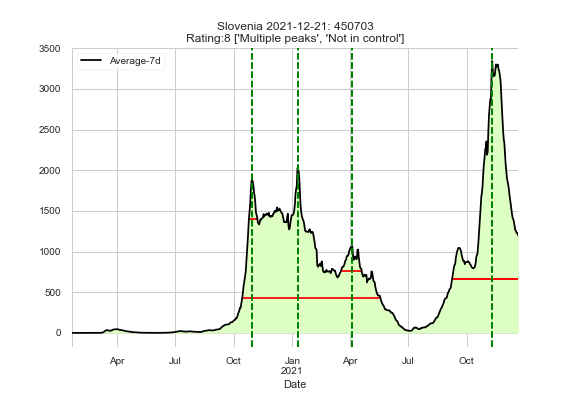 Slovenia 2021-12-21: 450703
Rating:8 ['Multiple peaks', 'Not in control']
Average-7d
3500
3000
2500
2000
1500
1000
500
0
Apr Jul Oct Jan Apr Jul Oct
2021
Date